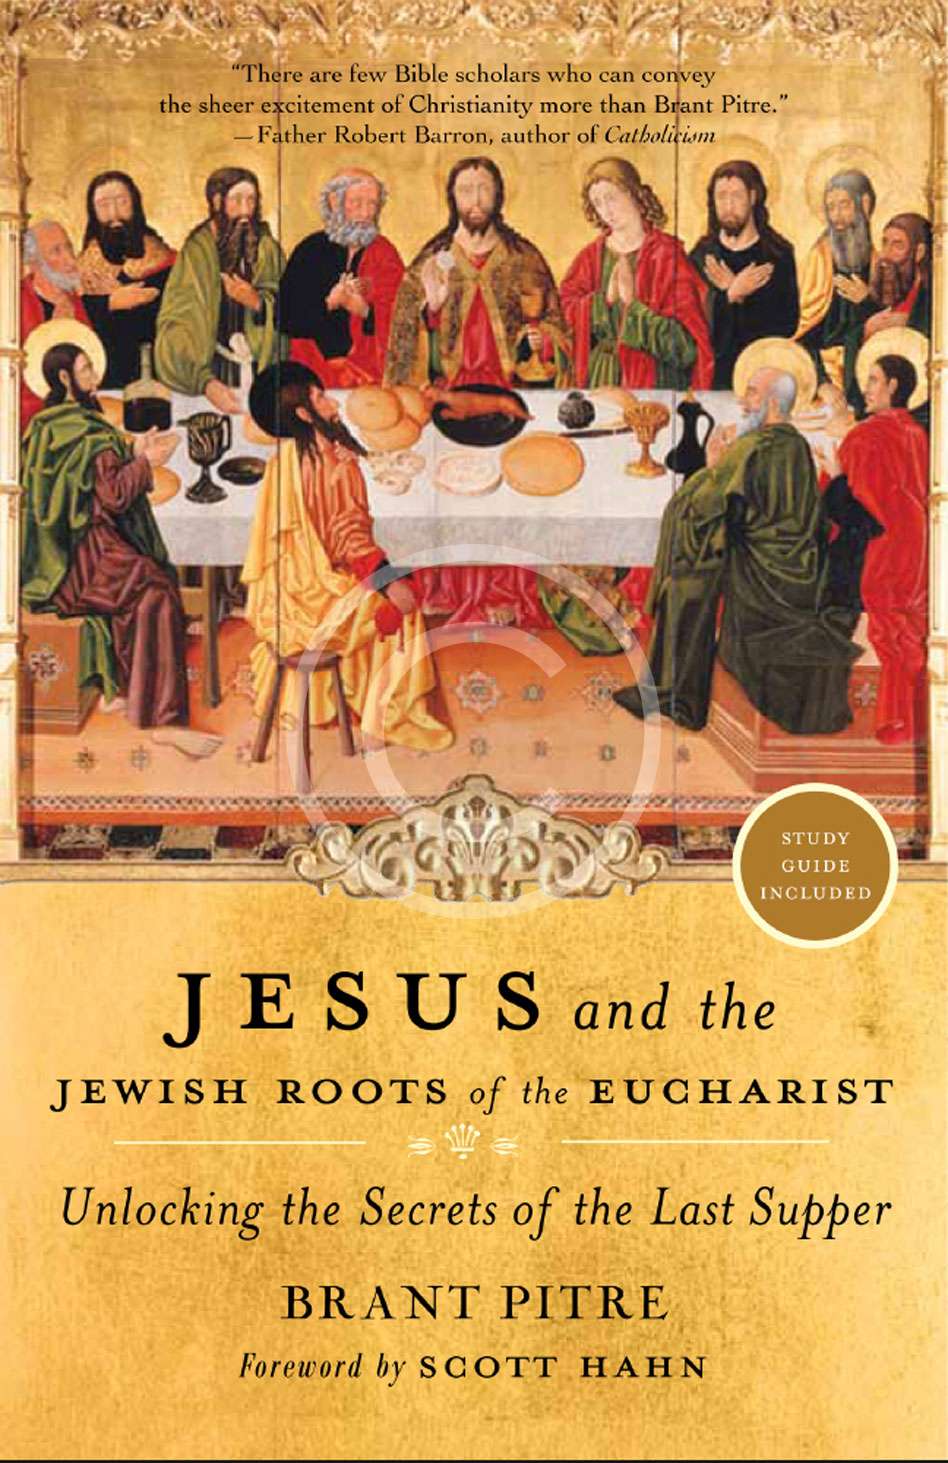 “There are few Bible scholars who can convey
the sheer excitement of Christianity more than Brant Pitre.”
—Father Robert Barron, author of Catholicism
STUDY
GUIDE
INCLUDED
JESUS and the
JEWISH ROOTS of the EUCHARIST
Unlocking the Secrets of the Last Supper
BRANT PITRE
Foreword by SCOTT HAHN